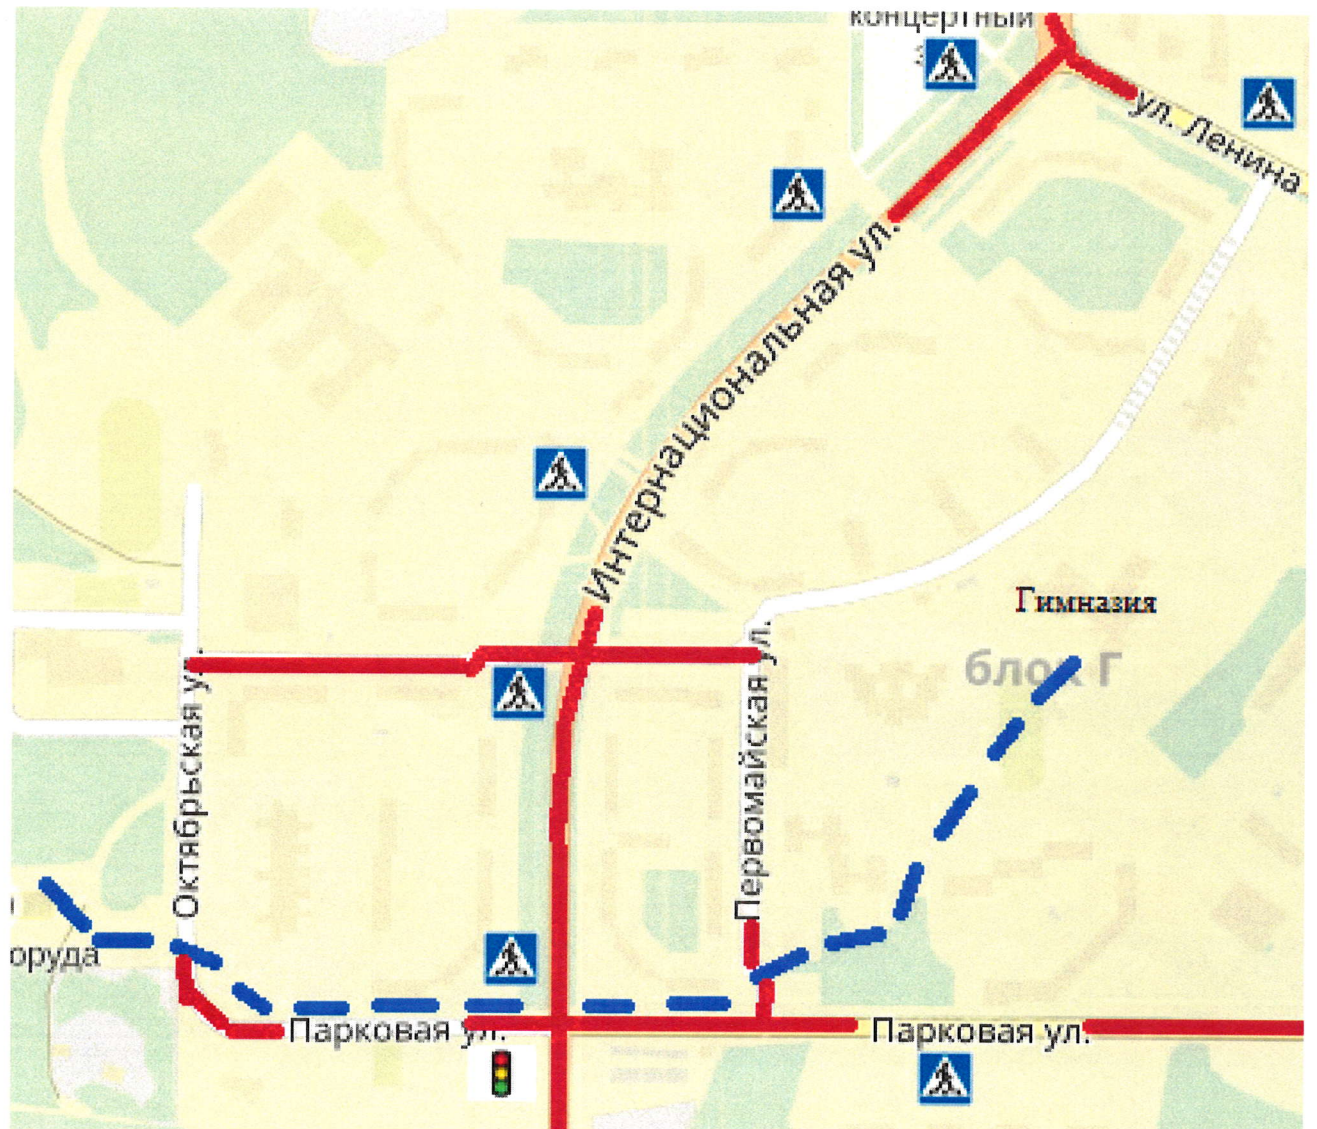 концертный
ул. Ленина
Интернациональная ул.
Гимназия
блок Г
Первомайская ул.
Октябрьская ул.
оруда
Парковая ул.
Парковая ул.